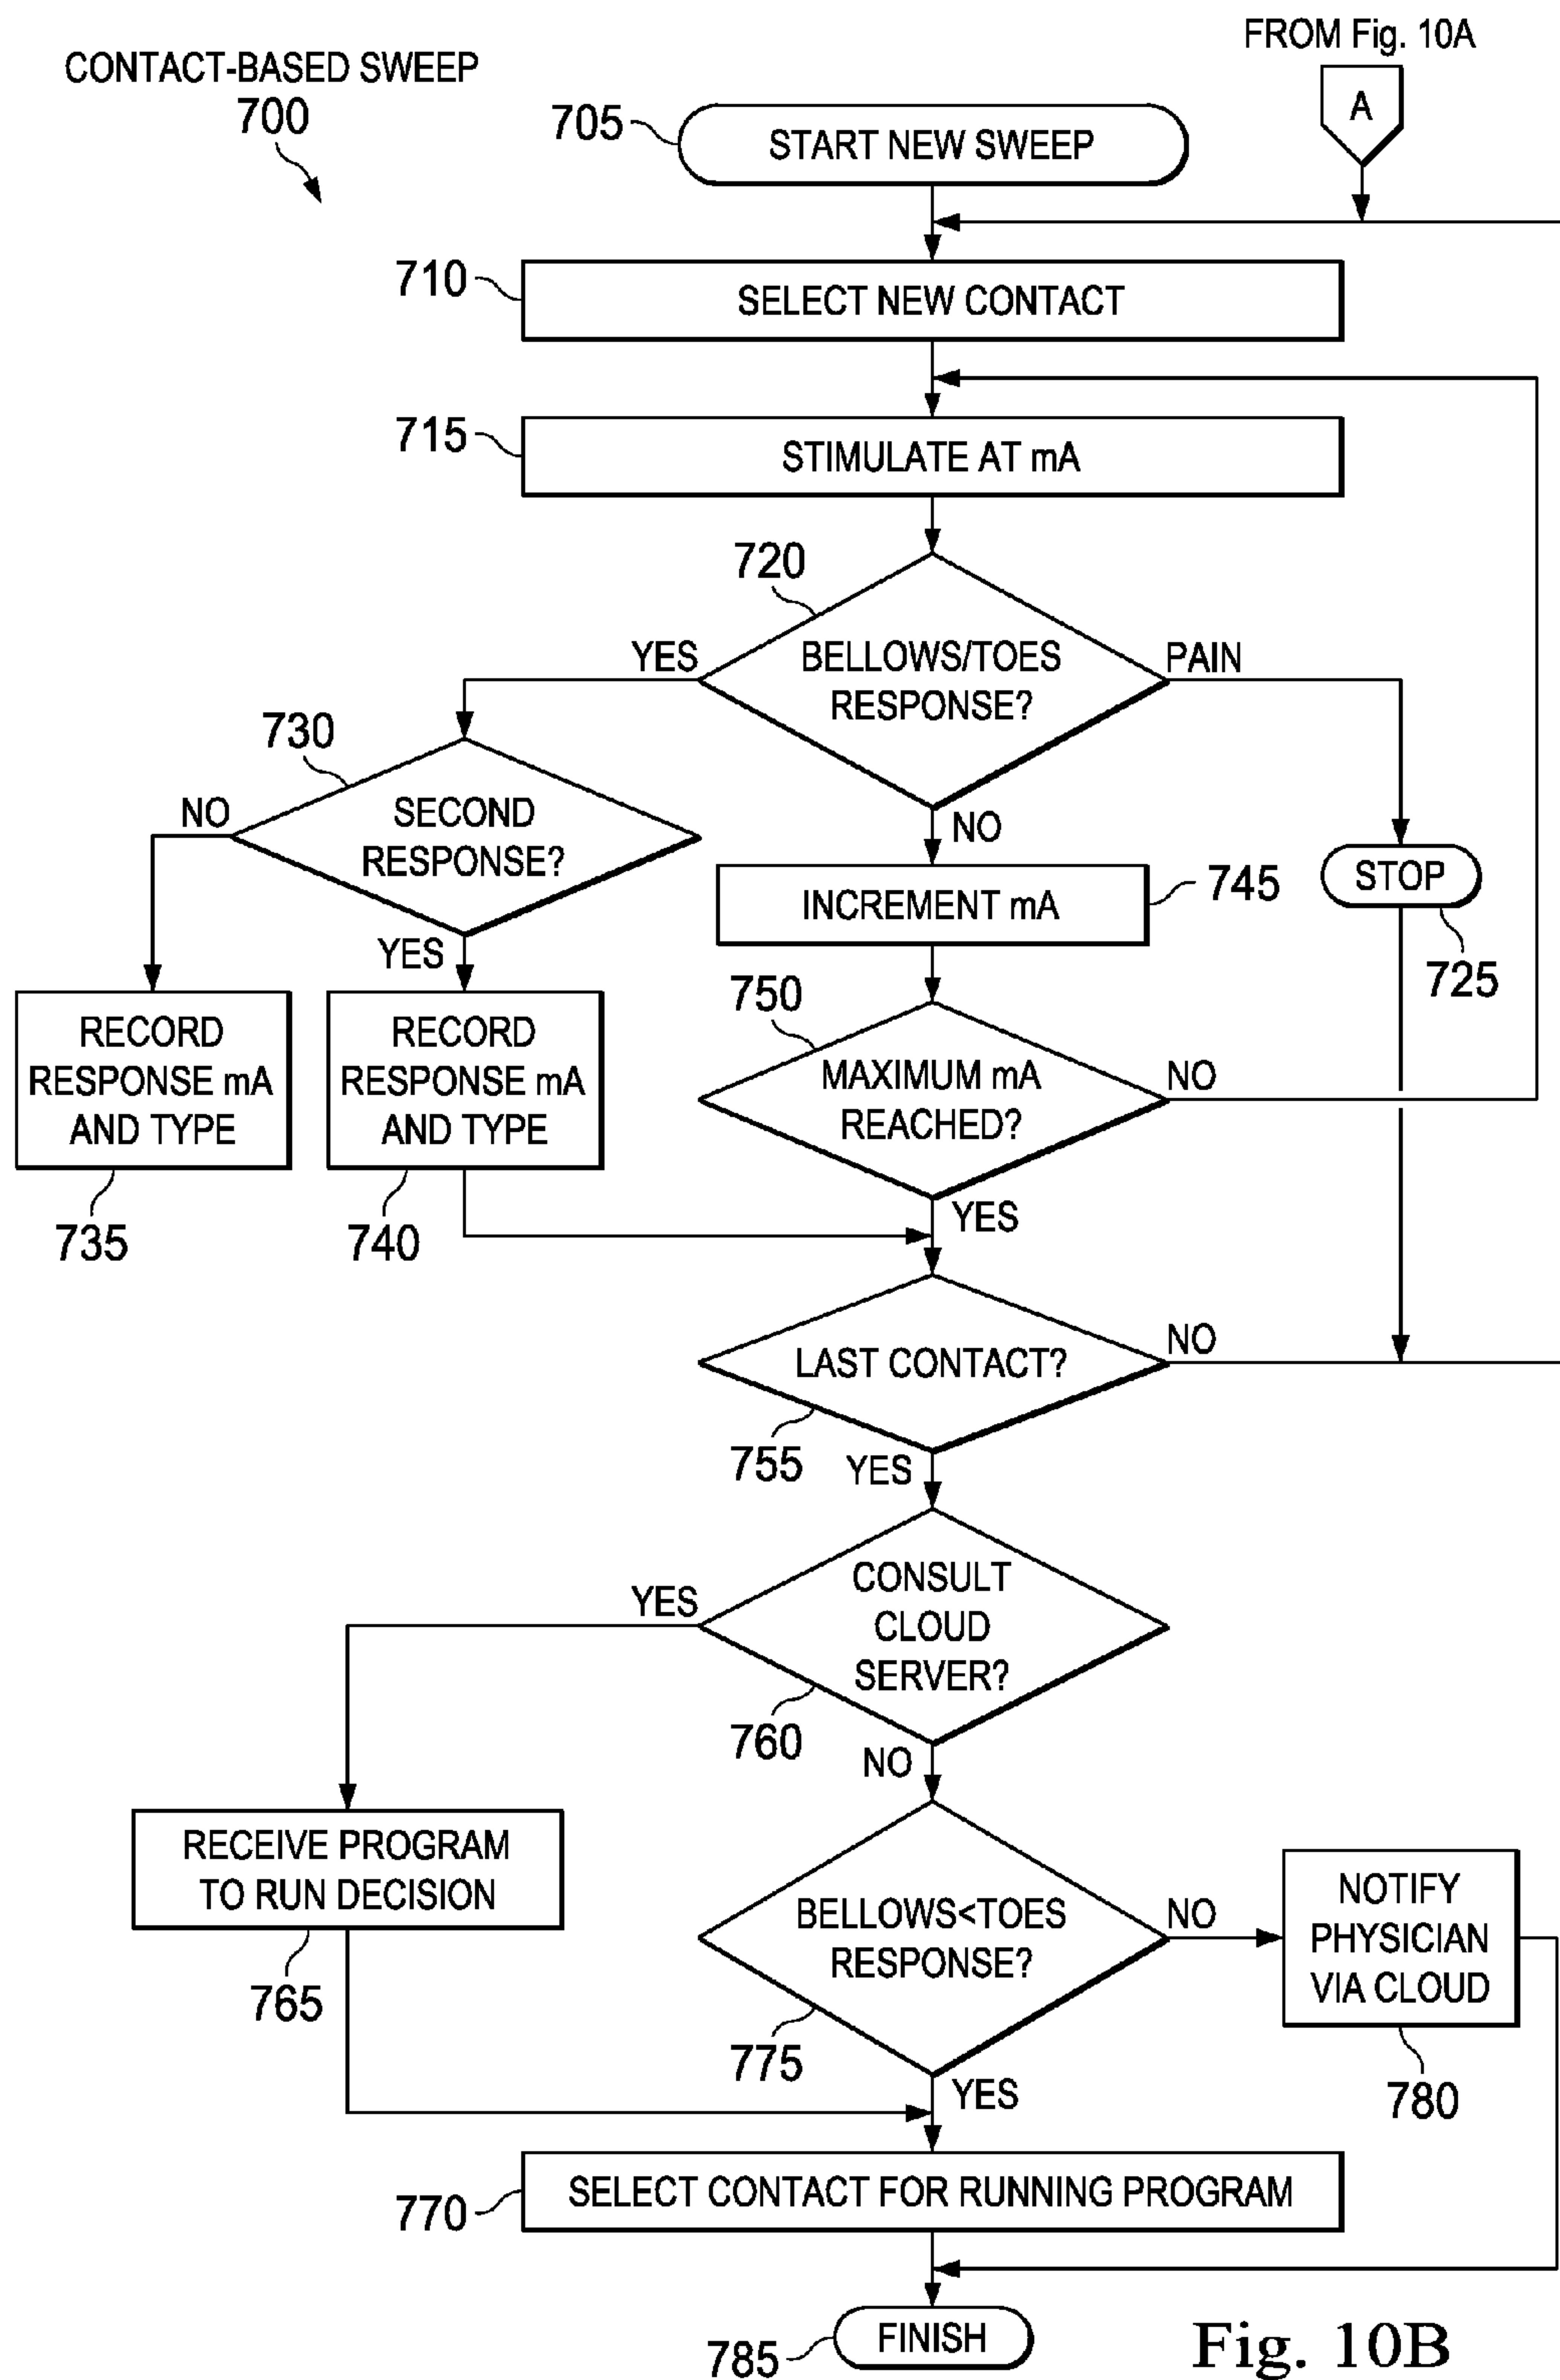 CONTACT-BASED SWEEP
700
FROM Fig. 10A
A
705
START NEW SWEEP
710
SELECT NEW CONTACT
715
STIMULATE AT mA
720
YES
BELLOWS/TOES
RESPONSE?
PAIN
730
NO
SECOND
RESPONSE?
YES
NO
INCREMENT mA
745
STOP
725
RECORD
RESPONSE mA
AND TYPE
735
RECORD
RESPONSE mA
AND TYPE
740
750
MAXIMUM mA
REACHED?
NO
YES
LAST CONTACT?
NO
755
YES
CONSULT
CLOUD
SERVER?
YES
760
NO
RECEIVE PROGRAM
TO RUN DECISION
765
BELLOWS<TOES
RESPONSE?
NO
775
YES
NOTIFY
PHYSICIAN
VIA CLOUD
780
770
SELECT CONTACT FOR RUNNING PROGRAM
785
FINISH
Fig. 10B